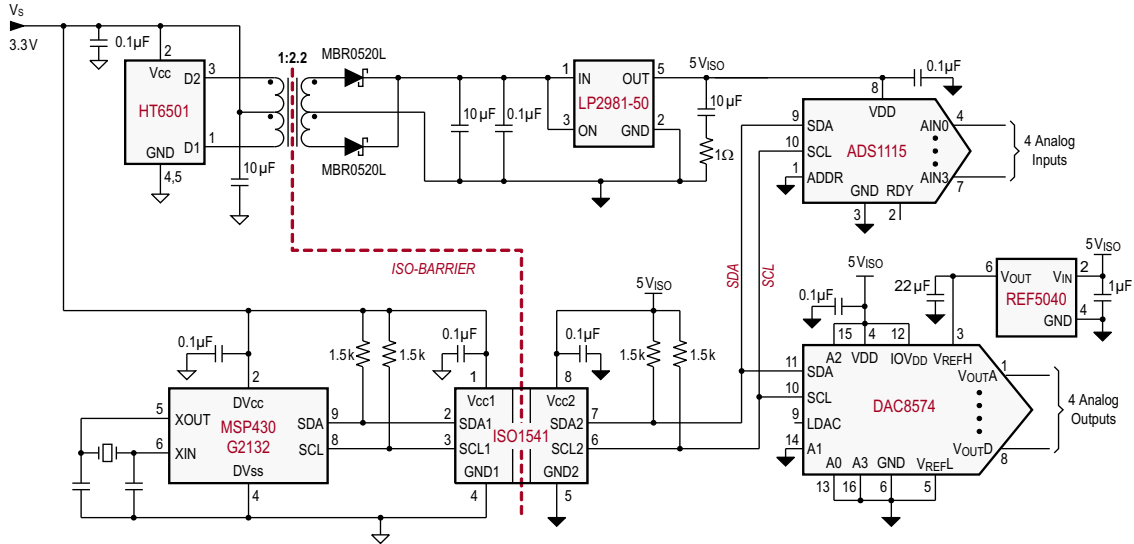 VS
3.3V
0.1µF
2
Vcc
HT6501
D2
3
D1
1
GND
4,5
10µF
1:2.2
MBR0520L
MBR0520L
10µF
0.1µF
1
IN
OUT
5
LP2981-50
3
ON
GND
2
5VISO
10µF
1Ω
0.1µF
8
VDD
9
SDA
AIN0
4
10
SCL
ADS1115
1
ADDR
AIN3
7
GND
RDY
3
2
4 Analog
Inputs
ISO-BARRIER
SDA
SCL
5VISO
0.1µF
22µF
6
VOUT
VIN
2
REF5040
GND
4
5VISO
1µF
0.1µF
2
DVcc
5
XOUT
MSP430
G2132
SDA
9
6
XIN
SCL
8
DVss
4
1.5k
1.5k
0.1µF
1
Vcc1
2
SDA1
3
SCL1
GND1
4
ISO1541
5VISO
0.1µF
8
Vcc2
SDA2
7
SCL2
6
GND2
5
1.5k
1.5k
15
4
12
3
A2
VDD
IOVDD
VREFH
11
SDA
VOUTA
1
10
SCL
DAC8574
9
LDAC
14
A1
VOUTD
8
A0
A3
GND
VREFL
13
16
6
5
4 Analog
Outputs